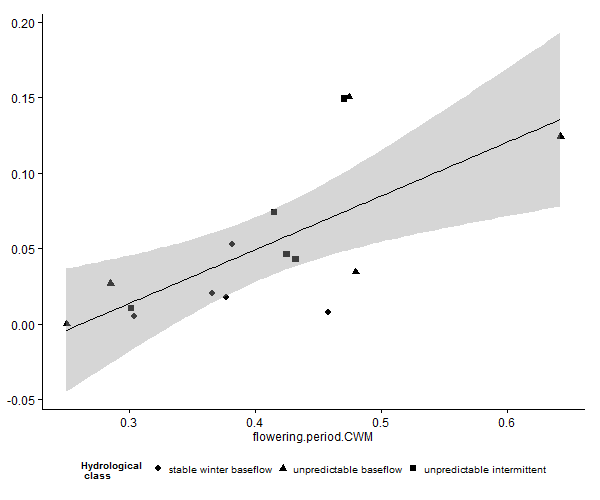 0.20
0.15
0.10
0.05
0.00
-0.05
0.3 0.4 0.5 0.6
flowering.period.CWM
Hydrological
class
stable winter baseflow unpredictable baseflow unpredictable intermittent